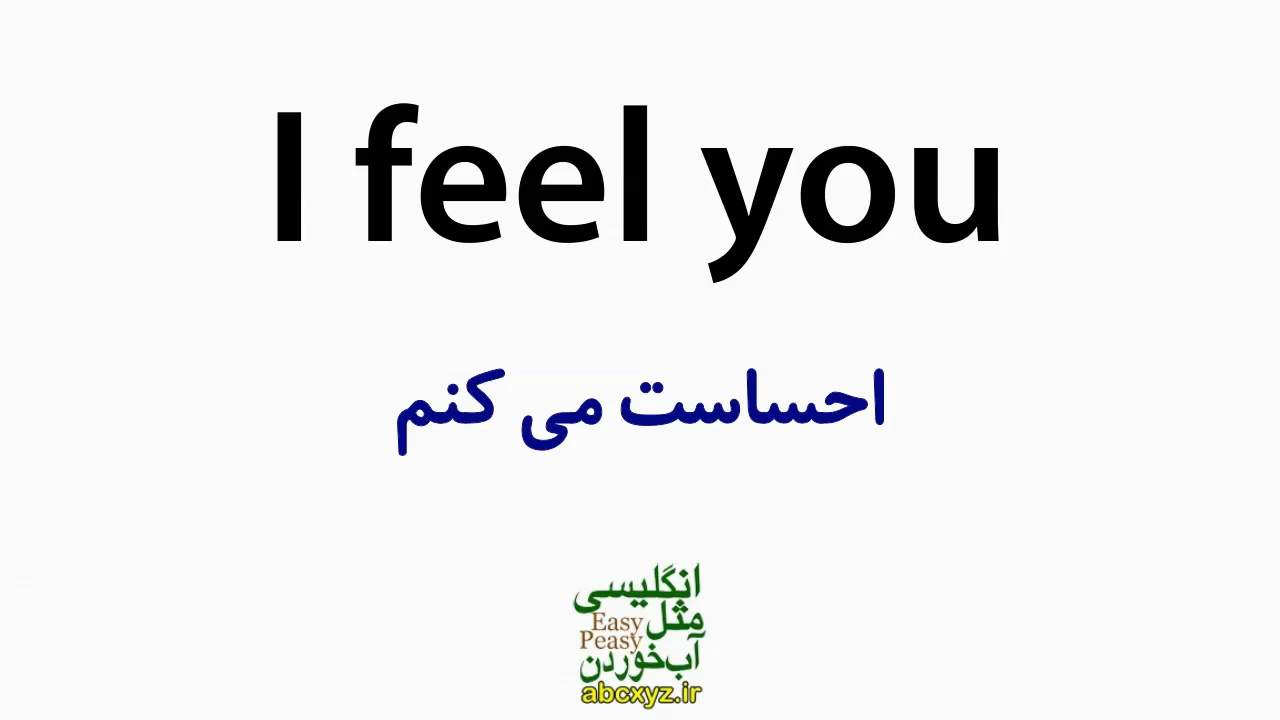 I feel you
احساست می کنم
انگلیسی
مثل
Easy
Peasy
آب‌خوردن
abcxyz.ir